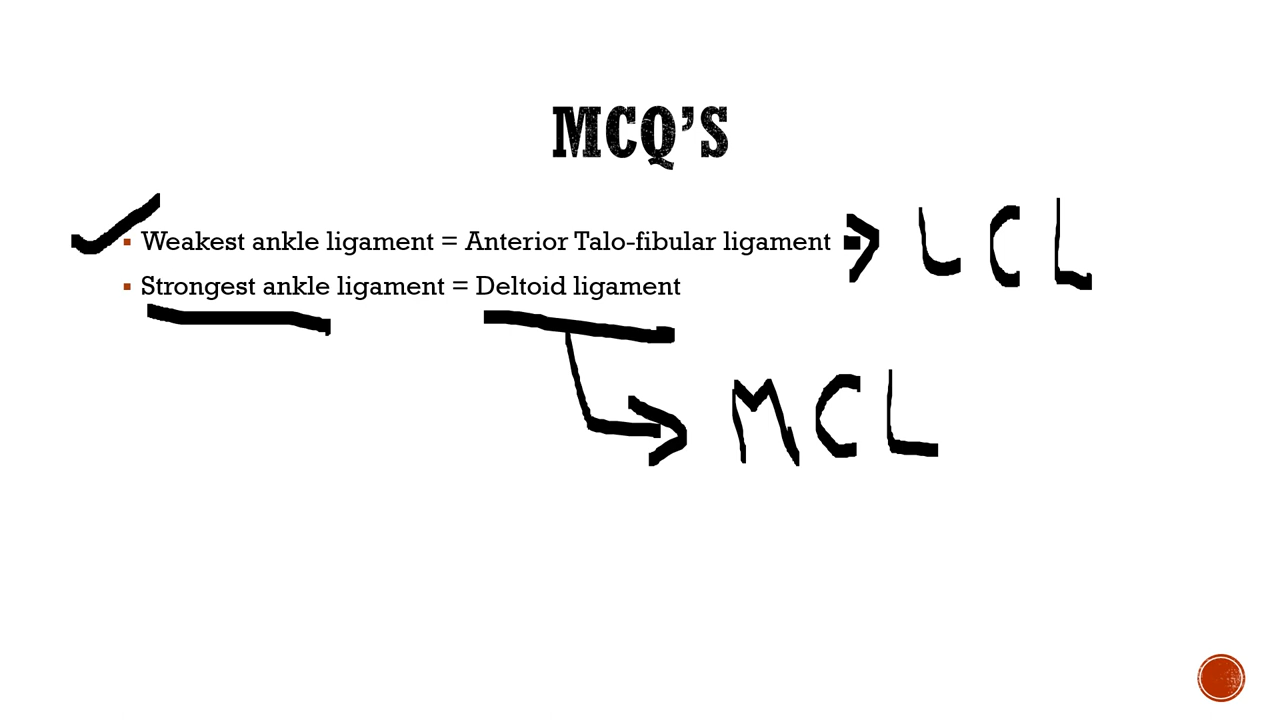 MCQ'S
Weakest ankle ligament = Anterior Talo-fibular ligament → LCL
Strongest ankle ligament = Deltoid ligament
MCL